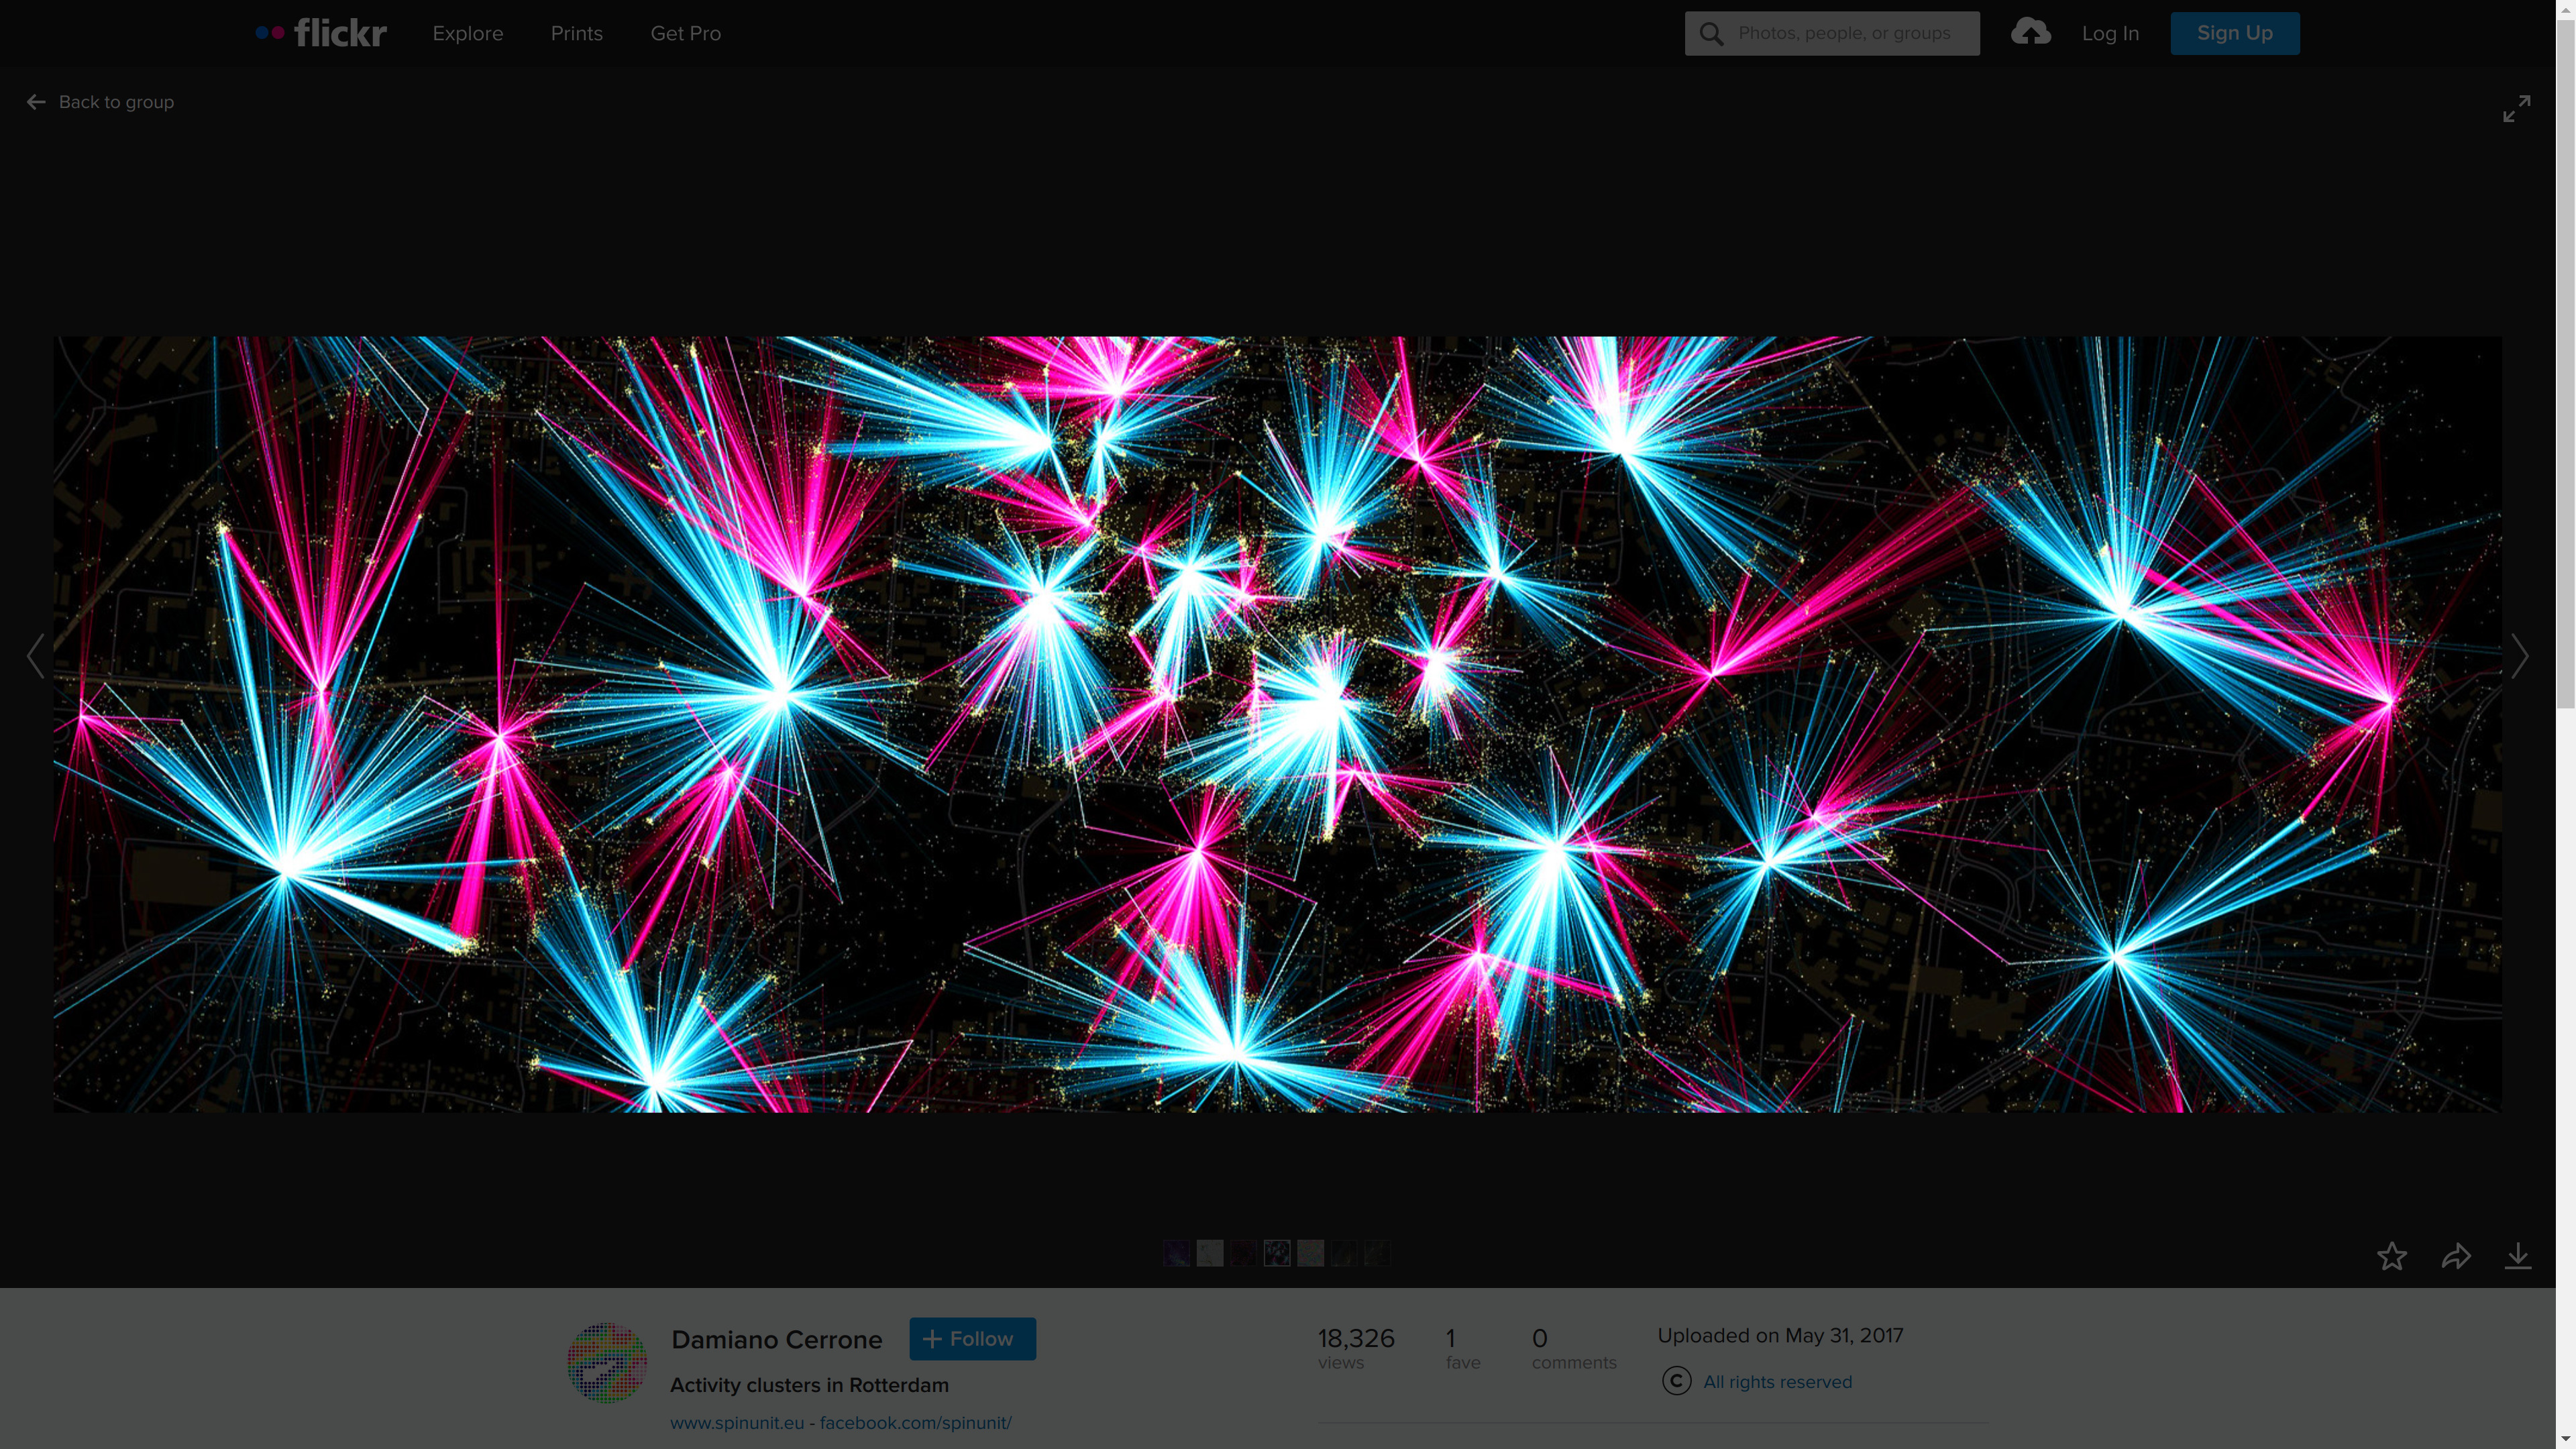 flickr Explore Prints Get Pro Photos, people, or groups Log In Sign Up
Back to group
Damiano Cerrone + Follow
Activity clusters in Rotterdam
www.spinunit.eu - facebook.com/spinunit/
18,326 1 0
views fave comments
Uploaded on May 31, 2017
© All rights reserved